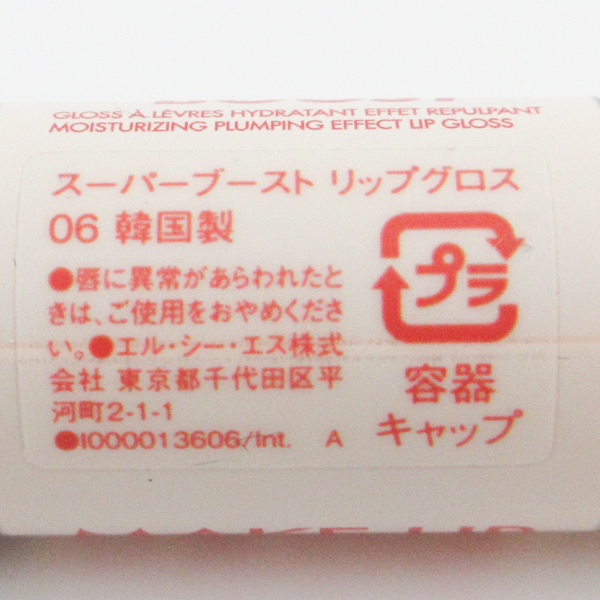 GLOSS À LÈVRES HYDRATANT EFFET REPULPANT
MOISTURIZING PLUMPING EFFECT LIP GLOSS
スーパーブースト リップグロス
06 韓国製
●唇に異常があらわれたと
きは、ご使用をおやめくださ
い。●エル・シー・エス株式
会社 東京都千代田区平
河町2-1-1
●I000013606/Int. A
プラ
容器
キャップ